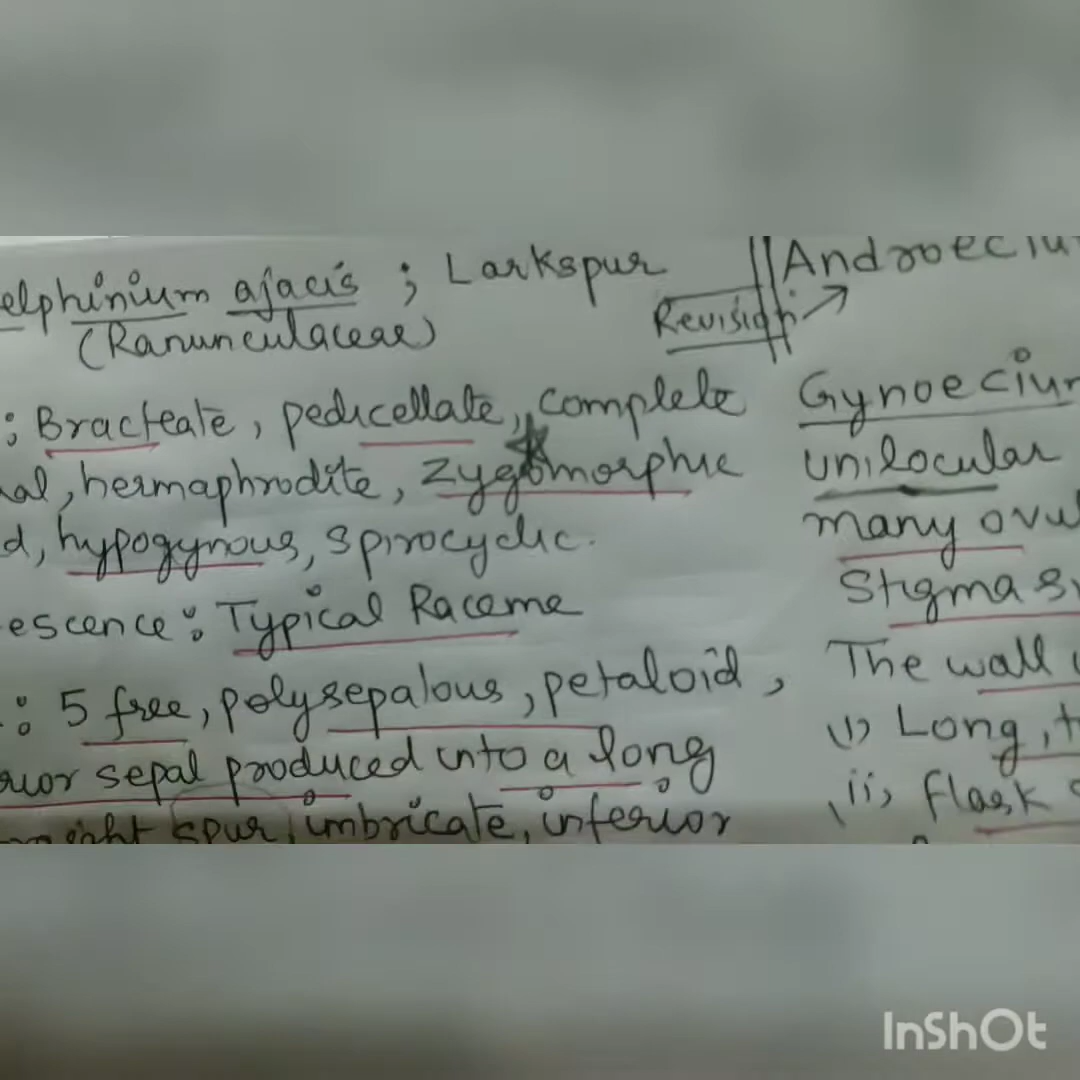 elphinium ajacis ; Larkspur
(Ranunculaceae)
Revision
: Bracteate, pedicellate, complete
al, hermaphrodite, zygomorphic
d, hypogynous, spirocyclic.
escence : Typical Raceme
: 5 free, polysepalous, petaloid,
rior sepal produced into a long
spur, imbricate, inferior
Androeciu
Gynoeciu
unilocular
many ovu
Stigma s
The wall
(i) Long, t
(ii) flask
InShOt